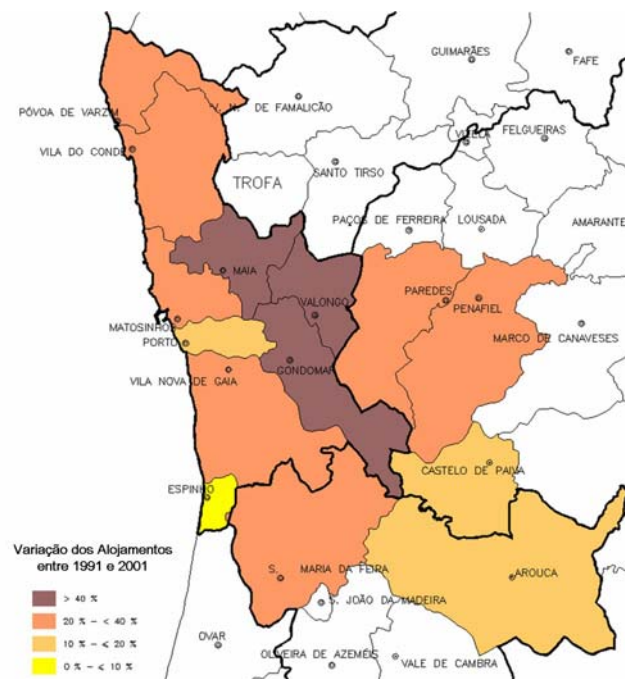 GUIMARÃES
FAFE
PÓVOA DE VARZIM
V. N. DE FAMALICÃO
VILA DO CONDE
VIZELA
FELGUEIRAS
TROFA
SANTO TIRSO
PAÇOS DE FERREIRA
LOUSADA
AMARANTE
MAIA
PAREDES
PENAFIEL
VALONGO
MATOSINHOS
PORTO
MARCO DE CANAVESES
GONDOMAR
VILA NOVA DE GAIA
CASTELO DE PAIVA
ESPINHO
Variação dos Alojamentos
entre 1991 e 2001
> 40 %
20 % - < 40 %
10 % - ≤ 20 %
0 % - ≤ 10 %
S. MARIA DA FEIRA
AROUCA
S. JOÃO DA MADEIRA
OVAR
OLIVEIRA DE AZEMÉIS
VALE DE CAMBRA